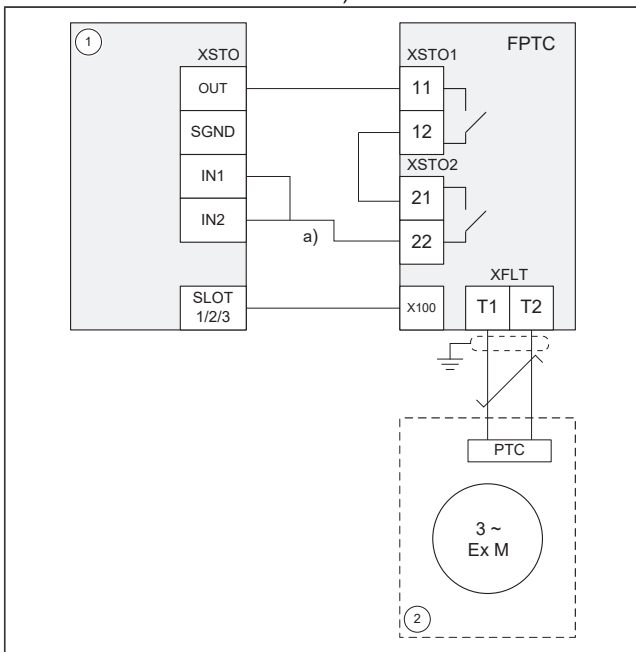 1
XSTO
XSTO1
FPTC
OUT
11
SGND
12
XSTO2
IN1
21
IN2
a)
22
XFLT
SLOT
1/2/3
X100
T1
T2
PTC
3 ~
Ex M
2